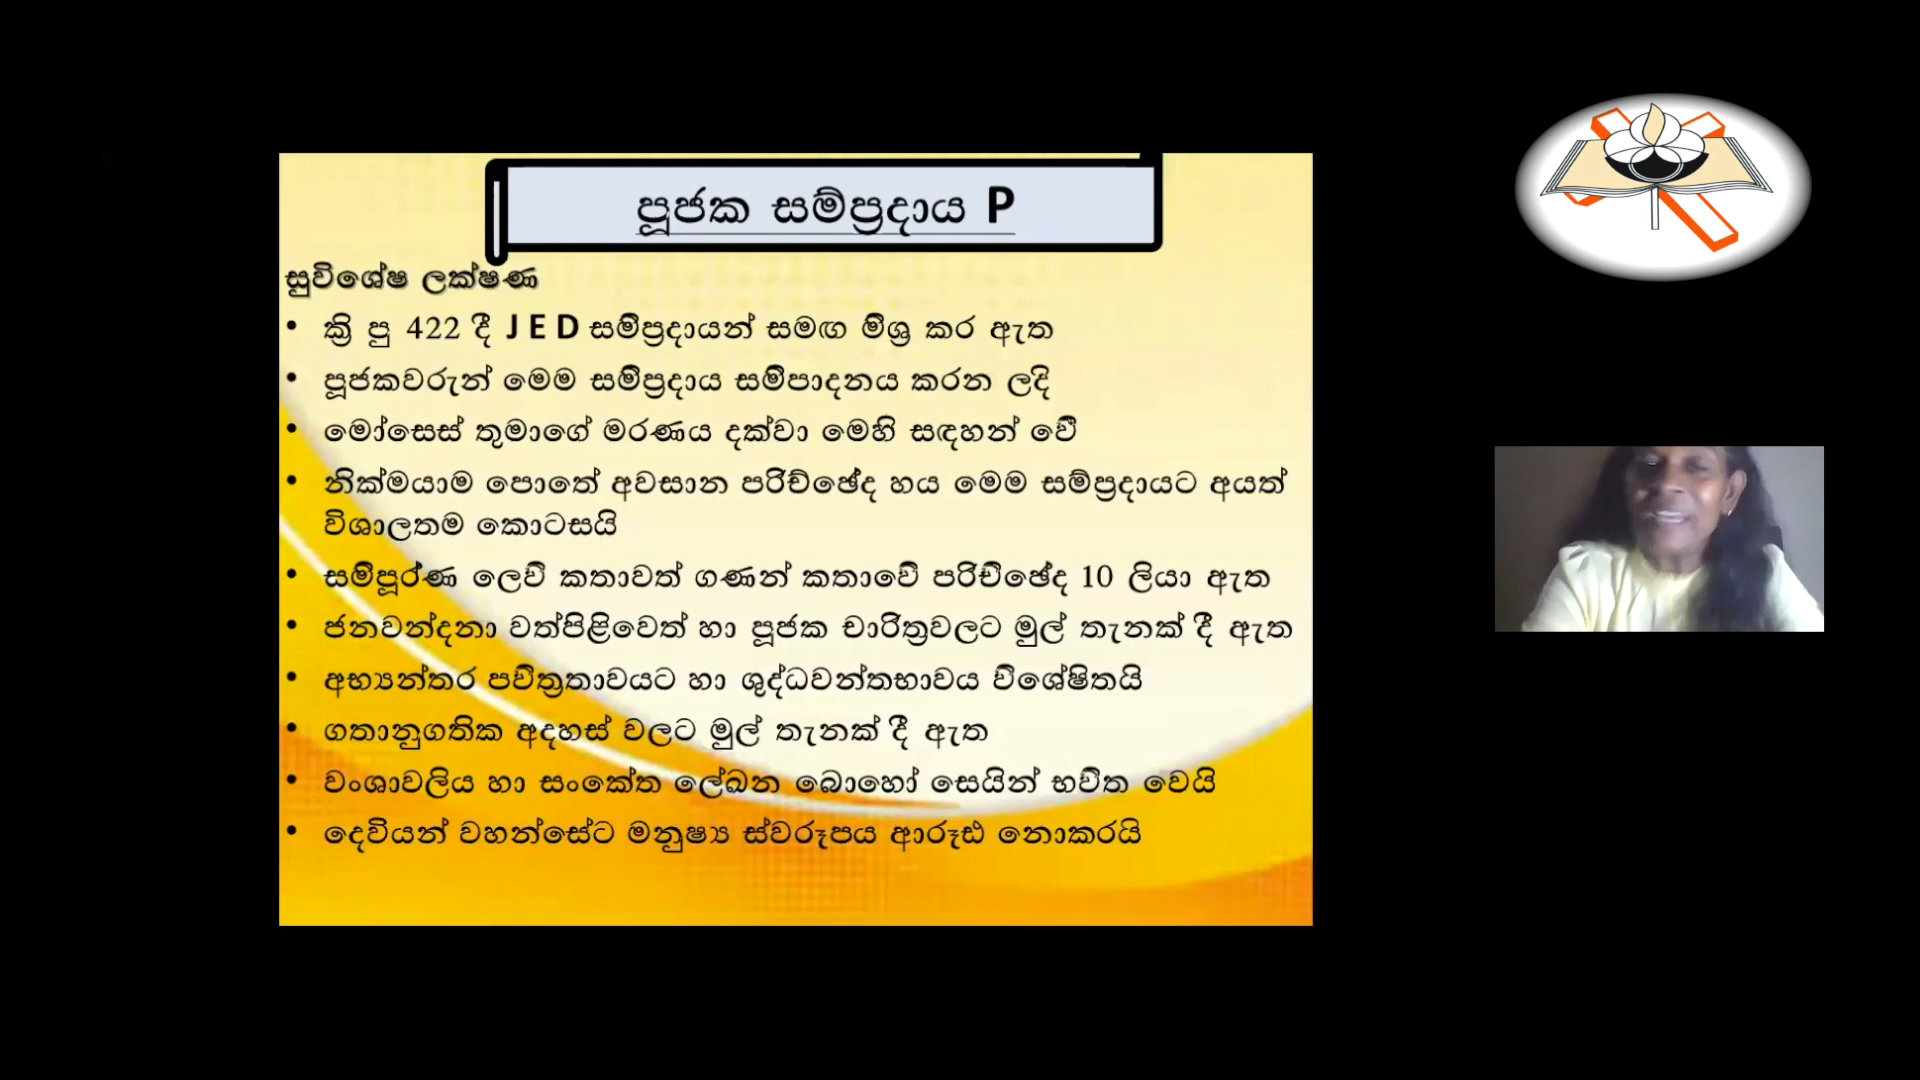 පූජක සම්ප්‍රදාය P
සුවිශේෂ ලක්ෂණ
• ක්‍රි පු 422 දී J E D සම්ප්‍රදායන් සමඟ මිශ්‍ර කර ඇත
• පූජකවරුන් මෙම සම්ප්‍රදාය සම්පාදනය කරන ලදි
• මෝසෙස් තුමාගේ මරණය දක්වා මෙහි සඳහන් වේ
• නික්මයාම පොතේ අවසාන පරිච්ඡේද හය මෙම සම්ප්‍රදායට අයත්
විශාලතම කොටසයි
• සම්පූර්ණ ලෙවී කතාවත් ගණන් කතාවේ පරිච්ඡේද 10 ලියා ඇත
• ජනවන්දනා වත්පිළිවෙත් හා පූජක චාරිත්‍රවලට මුල් තැනක් දී ඇත
• අභ්‍යන්තර පවිත්‍රතාවයට හා ශුද්ධවන්තභාවය විශේෂිතයි
• ගතානුගතික අදහස් වලට මුල් තැනක් දී ඇත
• වංශාවලිය හා සංකේත ලේඛන බොහෝ සෙයින් භවිත වෙයි
• දෙවියන් වහන්සේට මනුෂ්‍ය ස්වරූපය ආරූඪ නොකරයි